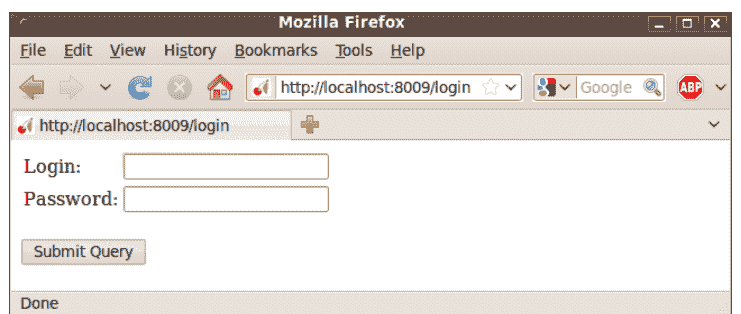 Mozilla Firefox
File Edit View History Bookmarks Tools Help
http://localhost:8009/login Google ABP
http://localhost:8009/login
Login:
Password:
Submit Query
Done